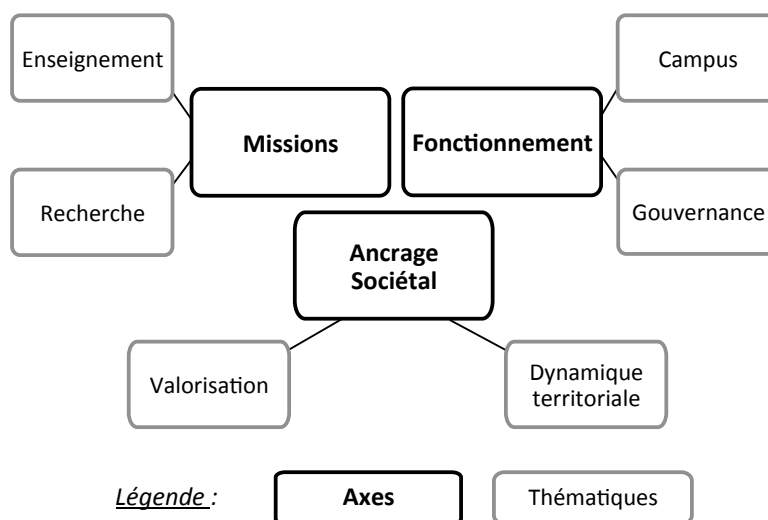 Enseignement
Campus
Missions
Fonctionnement
Recherche
Gouvernance
Ancrage
Sociétal
Valorisation
Dynamique
territoriale
Légende :
Axes
Thématiques